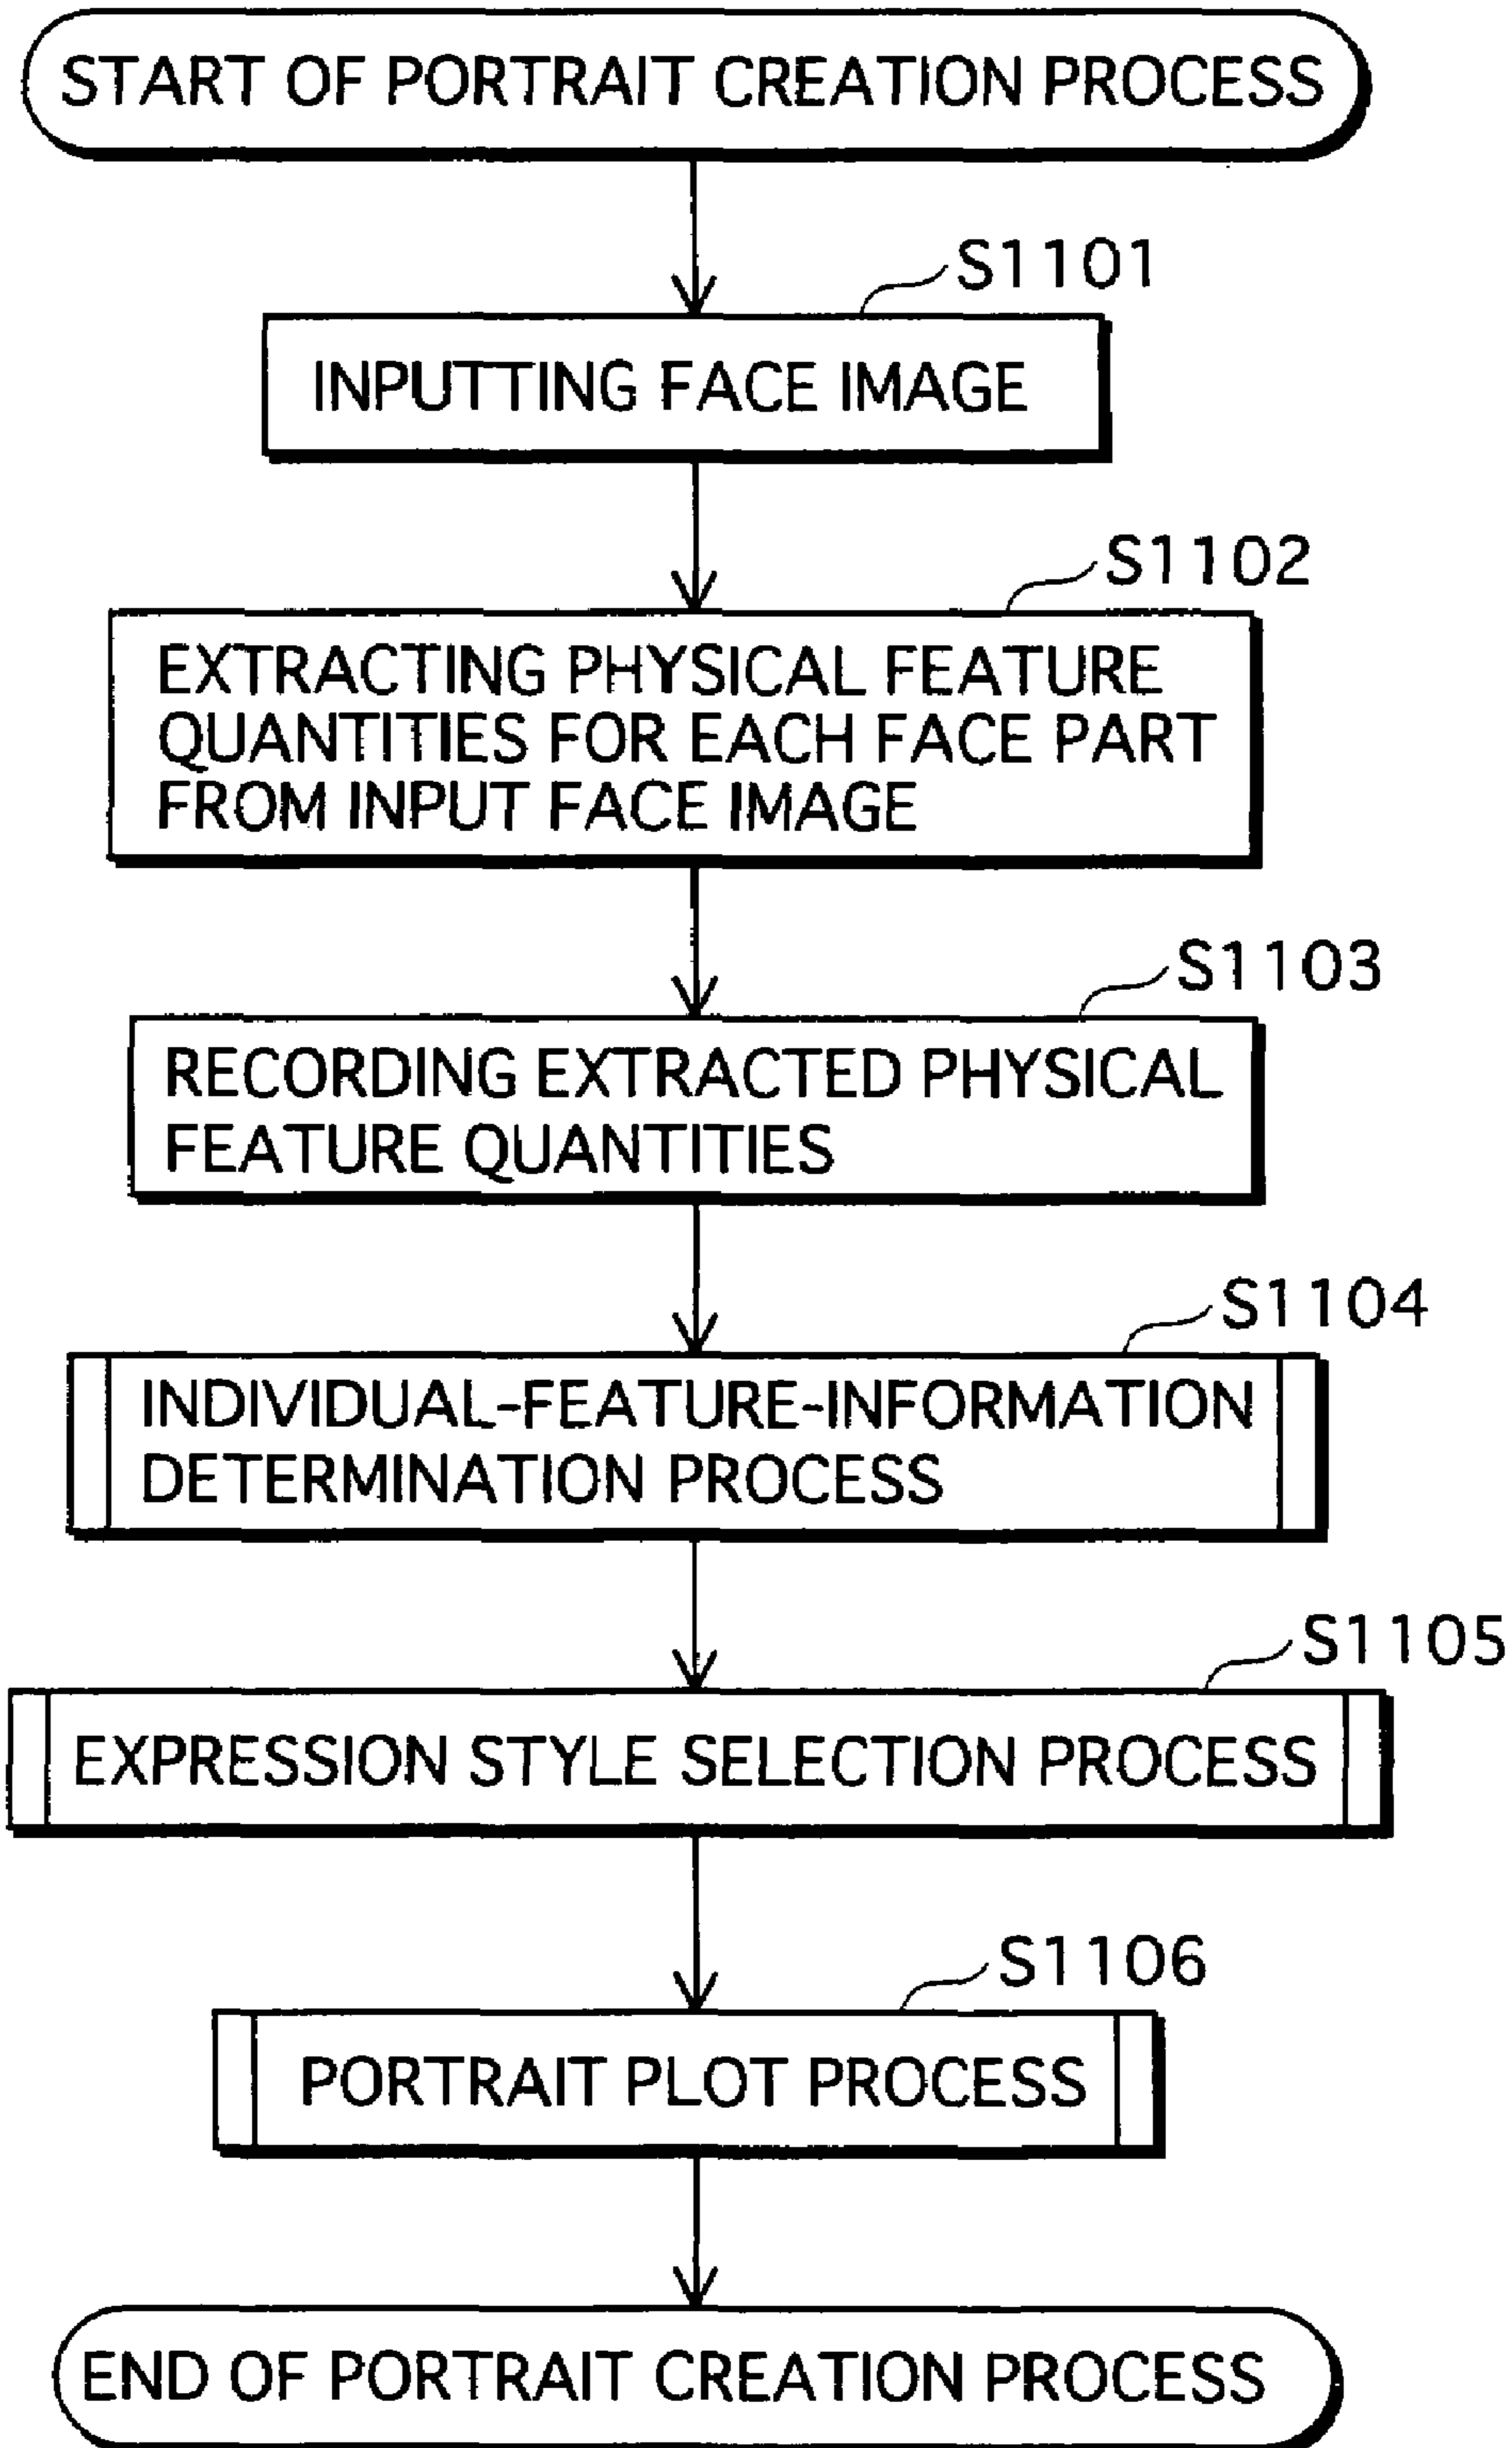 START OF PORTRAIT CREATION PROCESS
S1101
INPUTTING FACE IMAGE
S1102
EXTRACTING PHYSICAL FEATURE
QUANTITIES FOR EACH FACE PART
FROM INPUT FACE IMAGE
S1103
RECORDING EXTRACTED PHYSICAL
FEATURE QUANTITIES
S1104
INDIVIDUAL-FEATURE-INFORMATION
DETERMINATION PROCESS
S1105
EXPRESSION STYLE SELECTION PROCESS
S1106
PORTRAIT PLOT PROCESS
END OF PORTRAIT CREATION PROCESS